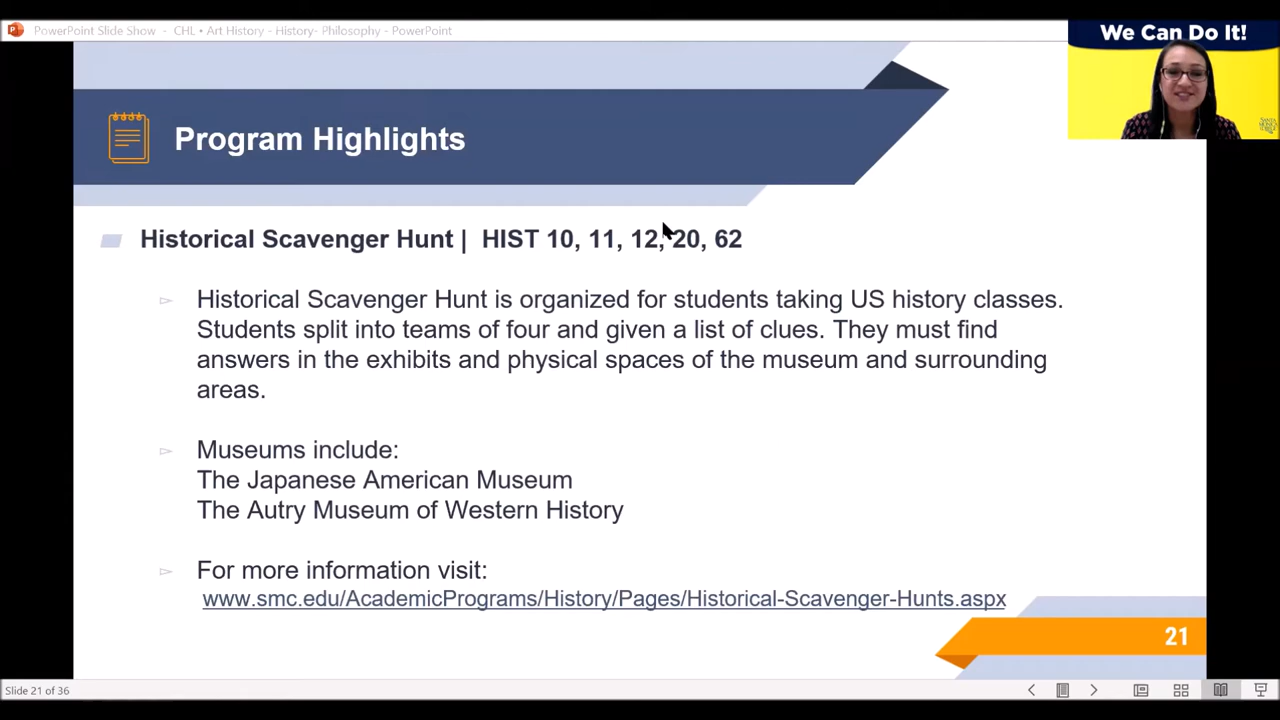 PowerPoint Slide Show - CHL • Art History - History- Philosophy - PowerPoint
We Can Do It!
Program Highlights
Historical Scavenger Hunt | HIST 10, 11, 12, 20, 62
Historical Scavenger Hunt is organized for students taking US history classes.
Students split into teams of four and given a list of clues. They must find
answers in the exhibits and physical spaces of the museum and surrounding
areas.
Museums include:
The Japanese American Museum
The Autry Museum of Western History
For more information visit:
www.smc.edu/AcademicPrograms/History/Pages/Historical-Scavenger-Hunts.aspx
21
Slide 21 of 36